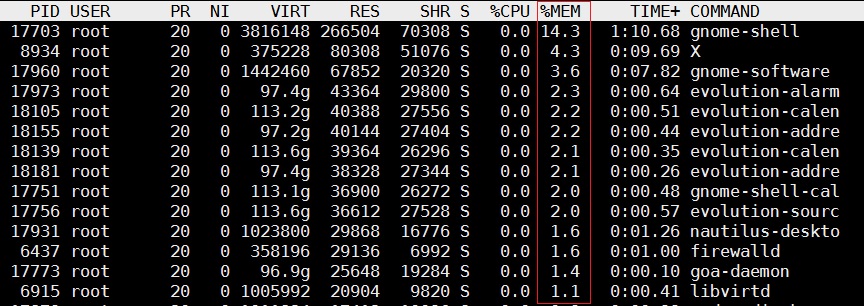 PID USER PR NI VIRT RES SHR S %CPU %MEM TIME+ COMMAND
17703 root 20 0 3816148 266504 70308 S 0.0 14.3 1:10.68 gnome-shell
8934 root 20 0 375228 80308 51076 S 0.0 4.3 0:09.69 X
17960 root 20 0 1442460 67852 20320 S 0.0 3.6 0:07.82 gnome-software
17973 root 20 0 97.4g 43364 29800 S 0.0 2.3 0:00.64 evolution-alarm
18105 root 20 0 113.2g 40388 27556 S 0.0 2.2 0:00.51 evolution-calen
18155 root 20 0 97.2g 40144 27404 S 0.0 2.2 0:00.44 evolution-addre
18139 root 20 0 113.6g 39364 26296 S 0.0 2.1 0:00.35 evolution-calen
18181 root 20 0 97.4g 38328 27344 S 0.0 2.1 0:00.26 evolution-addre
17751 root 20 0 113.1g 36900 26272 S 0.0 2.0 0:00.48 gnome-shell-cal
17756 root 20 0 113.6g 36612 27528 S 0.0 2.0 0:00.57 evolution-sourc
17931 root 20 0 1023800 29868 16776 S 0.0 1.6 0:01.26 nautilus-deskto
6437 root 20 0 358196 29136 6992 S 0.0 1.6 0:01.00 firewalld
17773 root 20 0 96.9g 25648 19284 S 0.0 1.4 0:00.10 goa-daemon
6915 root 20 0 1005992 20904 9820 S 0.0 1.1 0:00.41 libvirtd